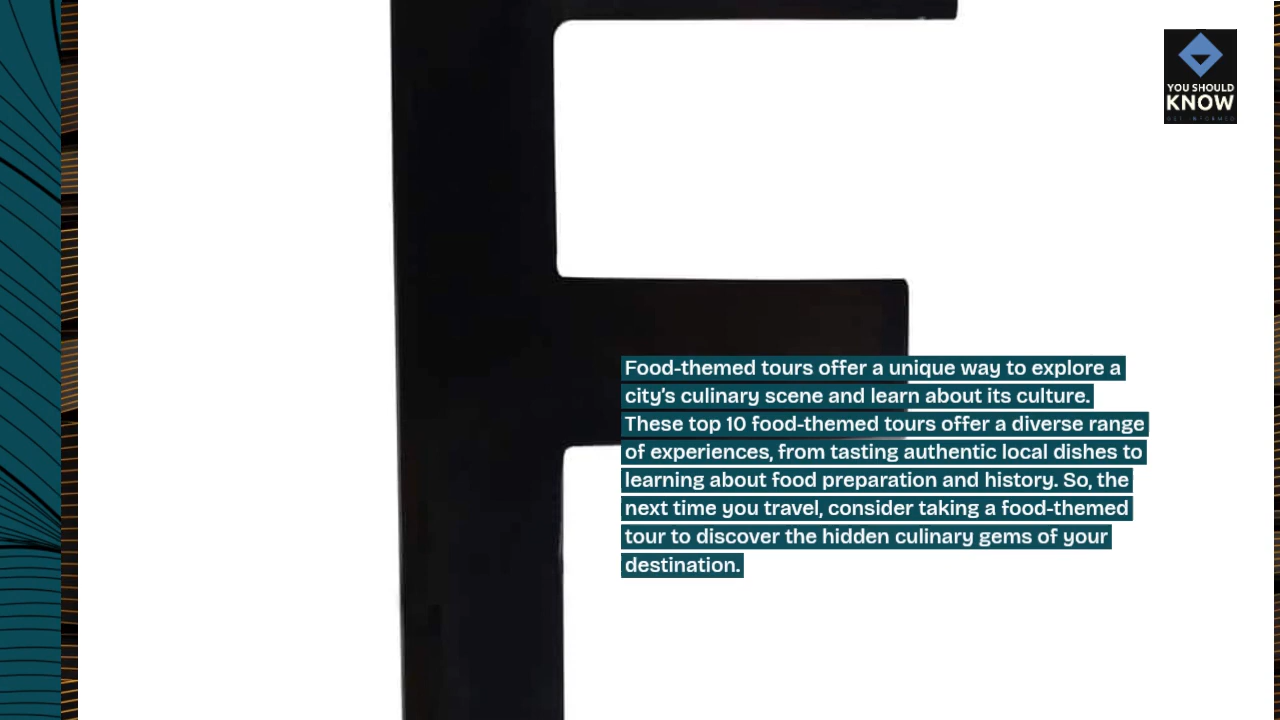 YOU SHOULD
KNOW
GET INFORMED
Food-themed tours offer a unique way to explore a
city's culinary scene and learn about its culture.
These top 10 food-themed tours offer a diverse range
of experiences, from tasting authentic local dishes to
learning about food preparation and history. So, the
next time you travel, consider taking a food-themed
tour to discover the hidden culinary gems of your
destination.